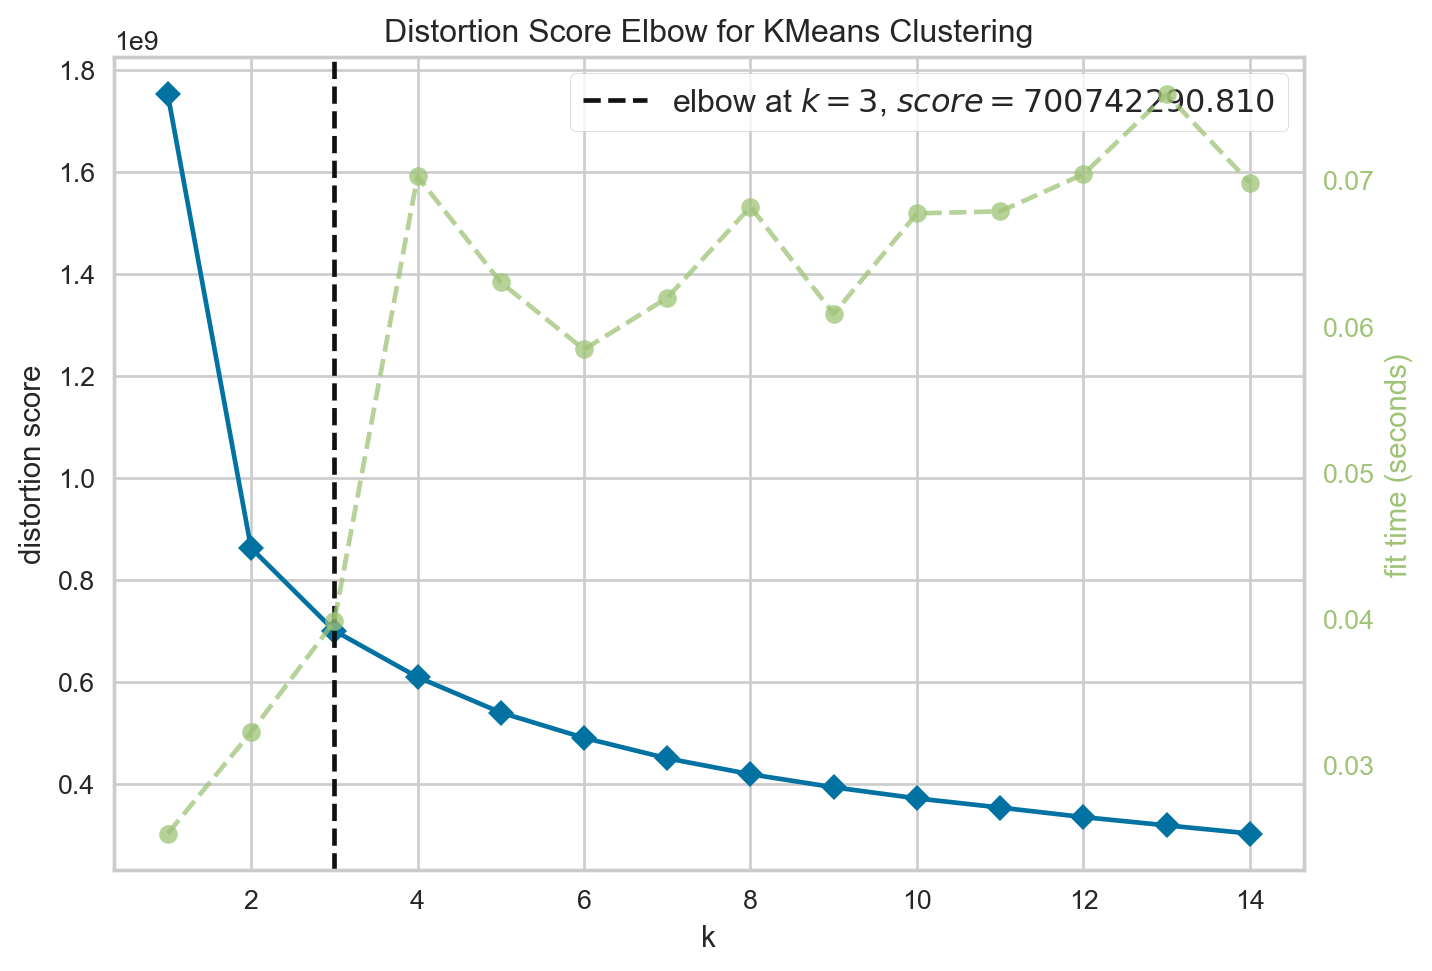 Distortion Score Elbow for KMeans Clustering
1e9
elbow at k = 3, score = 700742290.810
1.8
1.6
1.4
1.2
1.0
0.8
0.6
0.4
distortion score
0.07
0.06
0.05
0.04
0.03
fit time (seconds)
2 4 6 8 10 12 14
k